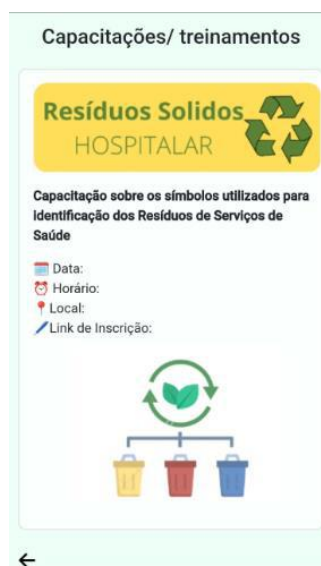 Capacitações/ treinamentos
Resíduos Solidos
HOSPITALAR
Capacitação sobre os símbolos utilizados para
identificação dos Resíduos de Serviços de
Saúde
Data:
Horário:
Local:
Link de Inscrição: